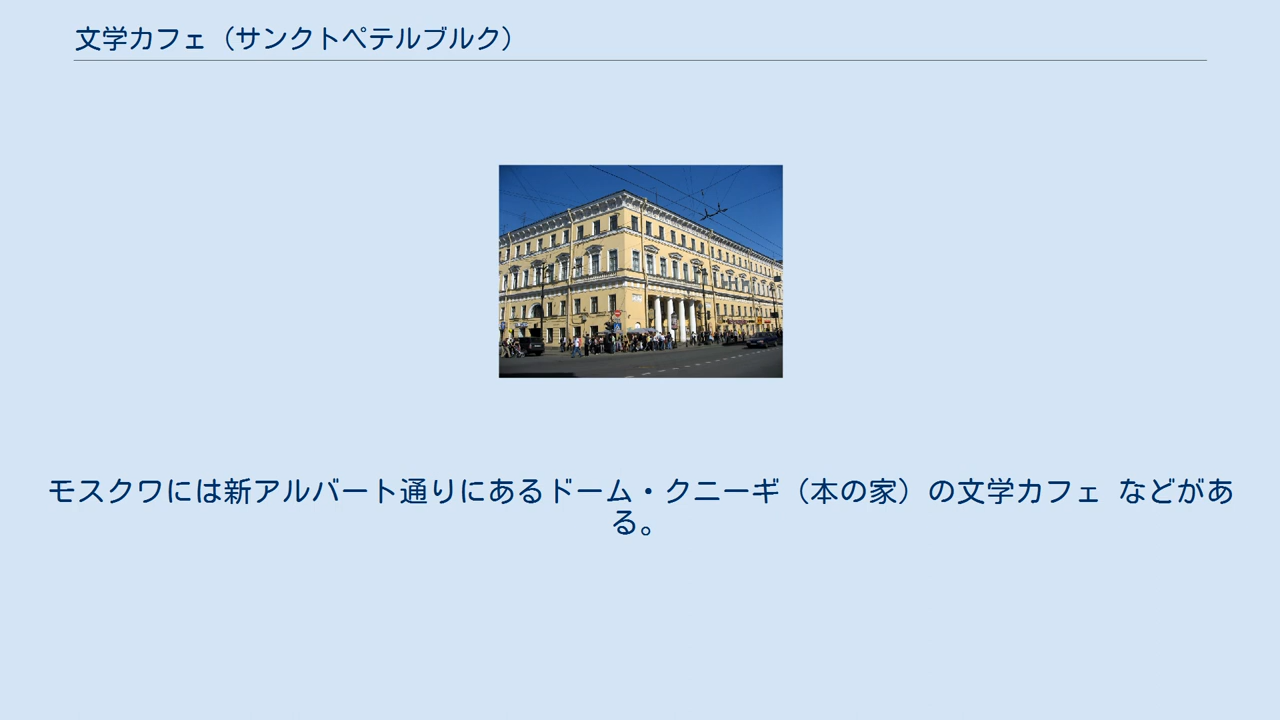 文学カフェ（サンクトペテルブルク）
モスクワには新アルバート通りにあるドーム・クニーギ（本の家）の文学カフェ などがあ
る。